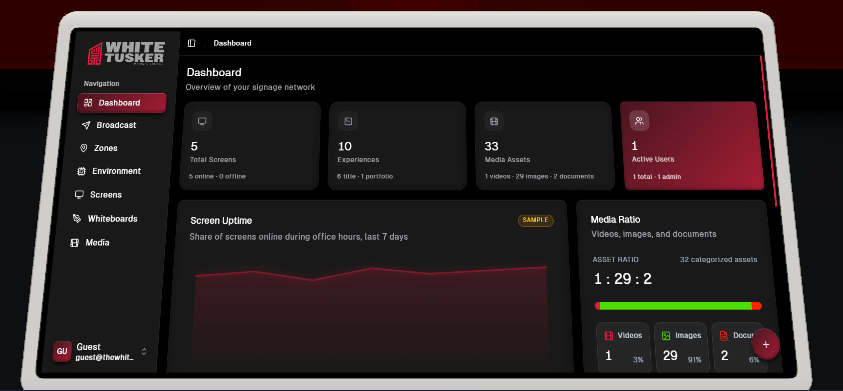 WHITE
TUSKER
Navigation
Dashboard
Broadcast
Zones
Environment
Screens
Whiteboards
Media
GU
Guest
guest@thewhit...
Dashboard
Dashboard
Overview of your signage network
5
Total Screens
5 online · 0 offline
10
Experiences
6 title · 1 portfolio
33
Media Assets
1 videos · 29 images · 2 documents
1
Active Users
1 total · 1 admin
Screen Uptime
SAMPLE
Share of screens online during office hours, last 7 days
Media Ratio
Videos, images, and documents
ASSET RATIO
32 categorized assets
1 : 29 : 2
Videos
1
3%
Images
29
91%
Docum
2
6%
+